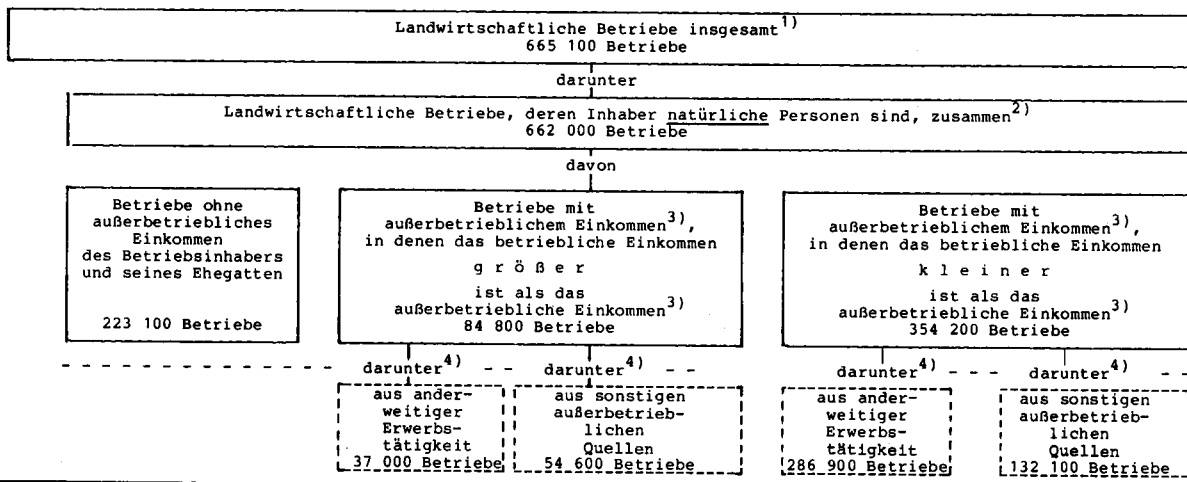 Landwirtschaftliche Betriebe insgesamt1)
665 100 Betriebe
darunter
Landwirtschaftliche Betriebe, deren Inhaber natürliche Personen sind, zusammen2)
662 000 Betriebe
davon
Betriebe ohne
außerbetriebliches
Einkommen
des Betriebsinhabers
und seines Ehegatten
223 100 Betriebe
Betriebe mit
außerbetrieblichem Einkommen3),
in denen das betriebliche Einkommen
g r ö ß e r
ist als das
außerbetriebliche Einkommen3)
84 800 Betriebe
Betriebe mit
außerbetrieblichem Einkommen3),
in denen das betriebliche Einkommen
k l e i n e r
ist als das
außerbetriebliche Einkommen3)
354 200 Betriebe
darunter4)
aus ander-
weitiger
Erwerbs-
tätigkeit
37 000 Betriebe
darunter4)
aus sonstigen
außerbetrieb-
lichen
Quellen
54 600 Betriebe
darunter4)
aus ander-
weitiger
Erwerbs-
tätigkeit
286 900 Betriebe
darunter4)
aus sonstigen
außerbetrieb-
lichen
Quellen
132 100 Betriebe